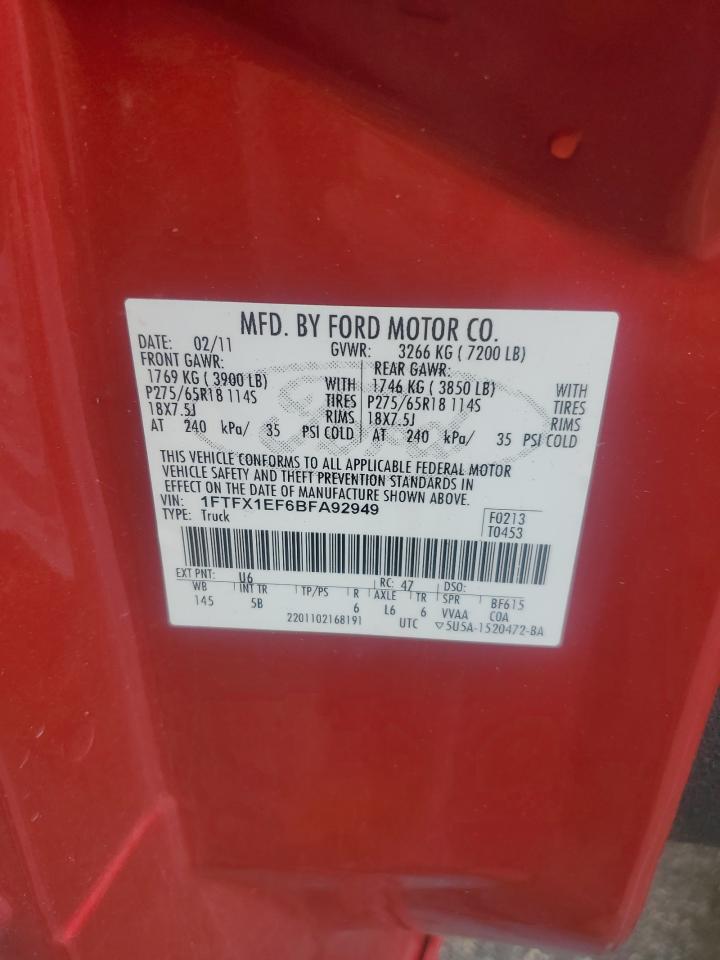 MFD. BY FORD MOTOR CO.
DATE: 02/11 GVWR: 3266 KG ( 7200 LB)
FRONT GAWR: REAR GAWR:
1769 KG ( 3900 LB) WITH 1746 KG ( 3850 LB) WITH
P275/65R18 114S TIRES P275/65R18 114S TIRES
18X7.5J RIMS 18X7.5J RIMS
AT 240 kPa/ 35 PSI COLD AT 240 kPa/ 35 PSI COLD
THIS VEHICLE CONFORMS TO ALL APPLICABLE FEDERAL MOTOR
VEHICLE SAFETY AND THEFT PREVENTION STANDARDS IN
EFFECT ON THE DATE OF MANUFACTURE SHOWN ABOVE.
VIN: 1FTFX1EF6BFA92949 F0213
TYPE: Truck T0453
EXT PNT: U6 RC: 47 DSO:
WB INT TR TP/PS R AXLE TR SPR BF615
145 5B 6 L6 6 VVAA COA
2201102168191 UTC ▽5U5A-1520472-BA